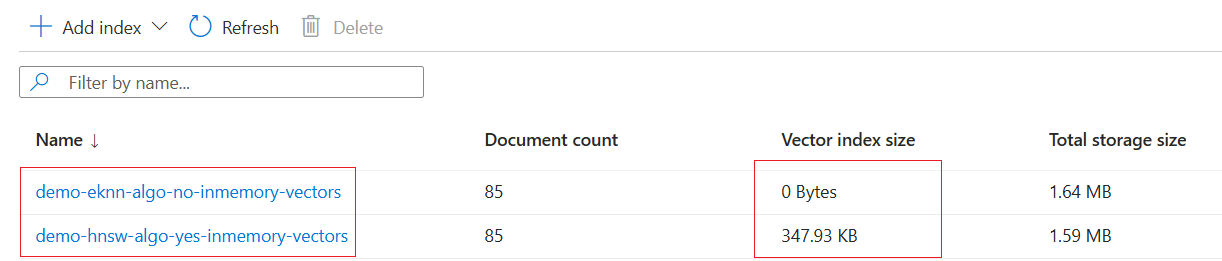 Add index Refresh Delete
Filter by name...
Name ↓ Document count Vector index size Total storage size
demo-eknn-algo-no-inmemory-vectors 85 0 Bytes 1.64 MB
demo-hnsw-algo-yes-inmemory-vectors 85 347.93 KB 1.59 MB